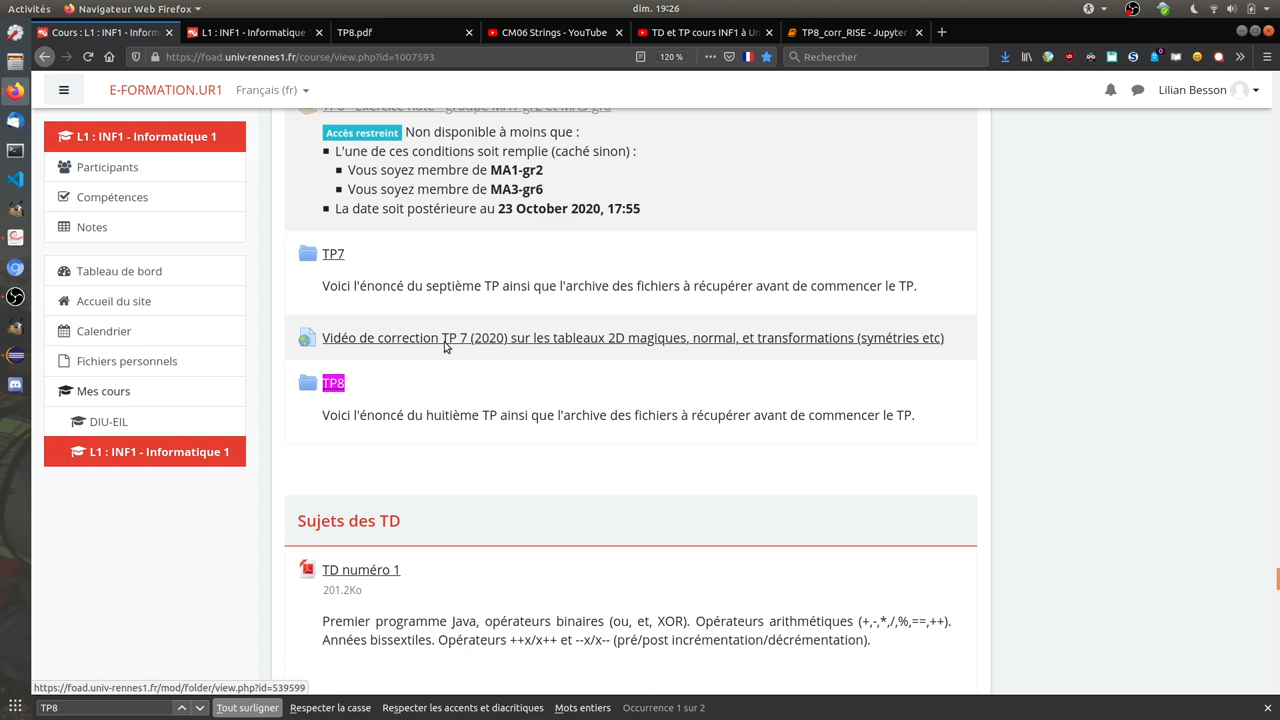 Activités
Navigateur Web Firefox
dim. 19:26
Cours : L1 : INF1 - Inform
L1 : INF1 - Informatique
TP8.pdf
CM06 Strings - YouTube
TD et TP cours INF1 à Un
TP8_corr_RISE - Jupyter
https://foad.univ-rennes1.fr/course/view.php?id=1007593
120 %
Rechercher
E-FORMATION.UR1
Français (fr)
Lilian Besson
L1 : INF1 - Informatique 1
Participants
Compétences
Notes
Tableau de bord
Accueil du site
Calendrier
Fichiers personnels
Mes cours
DIU-EIL
L1 : INF1 - Informatique 1
Accès restreint Non disponible à moins que :
L'une de ces conditions soit remplie (caché sinon) :
Vous soyez membre de MA1-gr2
Vous soyez membre de MA3-gr6
La date soit postérieure au 23 October 2020, 17:55
TP7
Voici l'énoncé du septième TP ainsi que l'archive des fichiers à récupérer avant de commencer le TP.
Vidéo de correction TP 7 (2020) sur les tableaux 2D magiques, normal, et transformations (symétries etc)
TP8
Voici l'énoncé du huitième TP ainsi que l'archive des fichiers à récupérer avant de commencer le TP.
Sujets des TD
TD numéro 1
201.2Ko
Premier programme Java, opérateurs binaires (ou, et, XOR). Opérateurs arithmétiques (+,-,*,/,%,==,++).
Années bissextiles. Opérateurs ++x/x++ et --x/x-- (pré/post incrémentation/décrémentation).
https://foad.univ-rennes1.fr/mod/folder/view.php?id=539599
TP8
Tout surligner
Respecter la casse
Respecter les accents et diacritiques
Mots entiers
Occurrence 1 sur 2